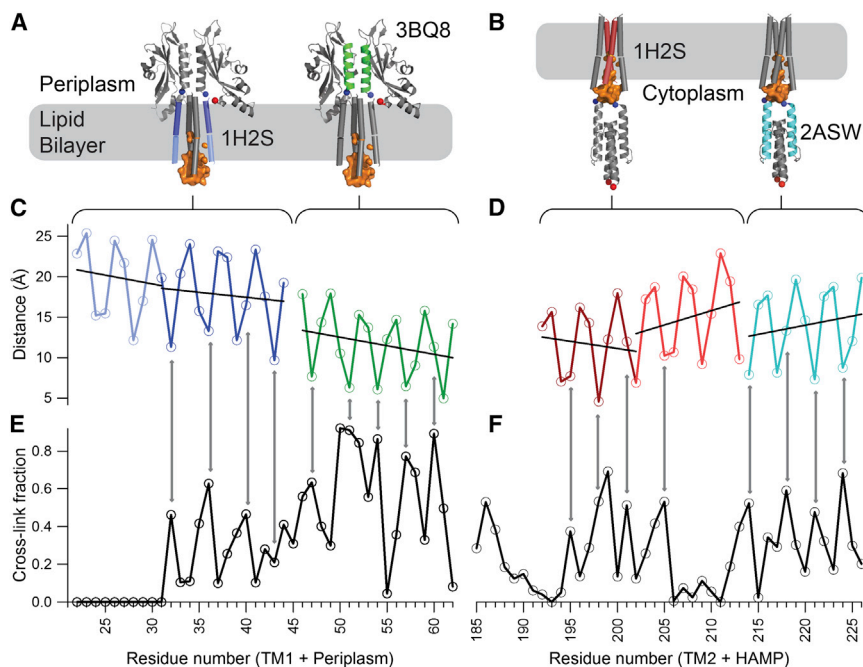 A
3BQ8
Periplasm
Lipid
Bilayer
1H2S
B
1H2S
Cytoplasm
2ASW
C
D
25
20
15
10
5
Distance (Å)
E
F
0.8
0.6
0.4
0.2
0.0
Cross-link fraction
25 30 35 40 45 50 55 60
185 190 195 200 205 210 215 220 225
Residue number (TM1 + Periplasm)
Residue number (TM2 + HAMP)